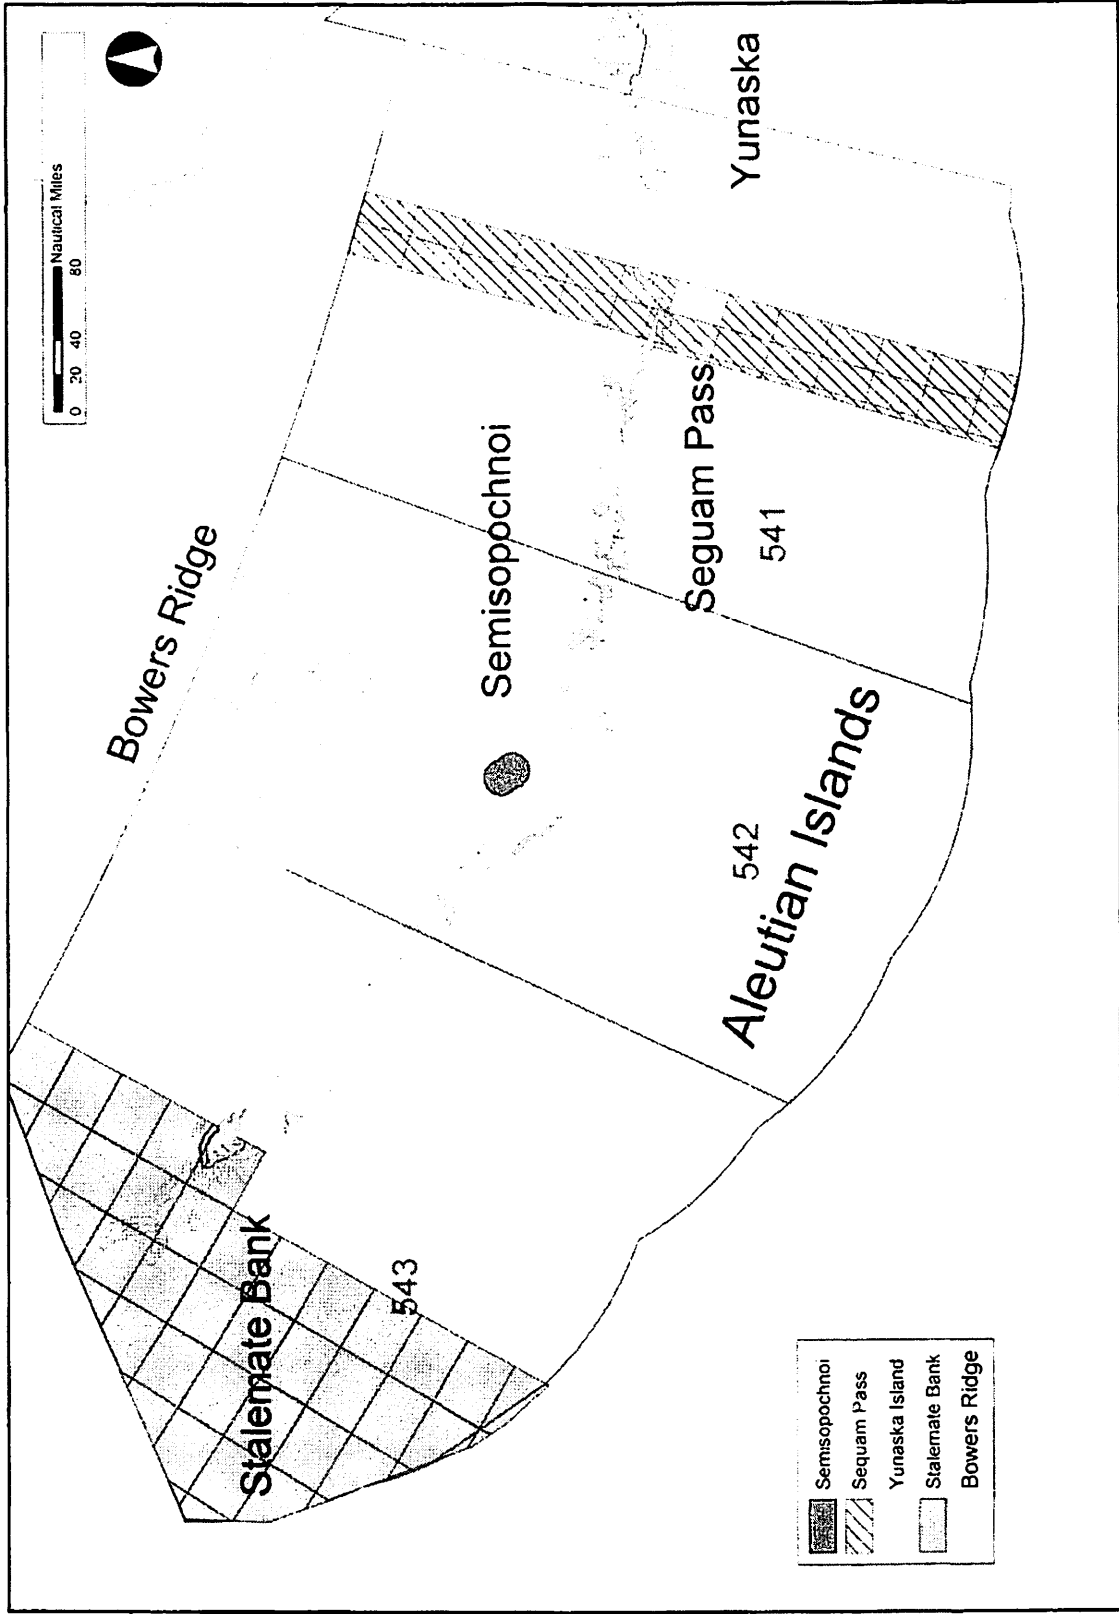 Nautical Miles
0 20 40 80
Bowers Ridge
Stalemate Bank
Semisopochnoi
Seguam Pass
Yunaska
543
542
541
Aleutian Islands
Semisopochnoi
Sequam Pass
Yunaska Island
Stalemate Bank
Bowers Ridge